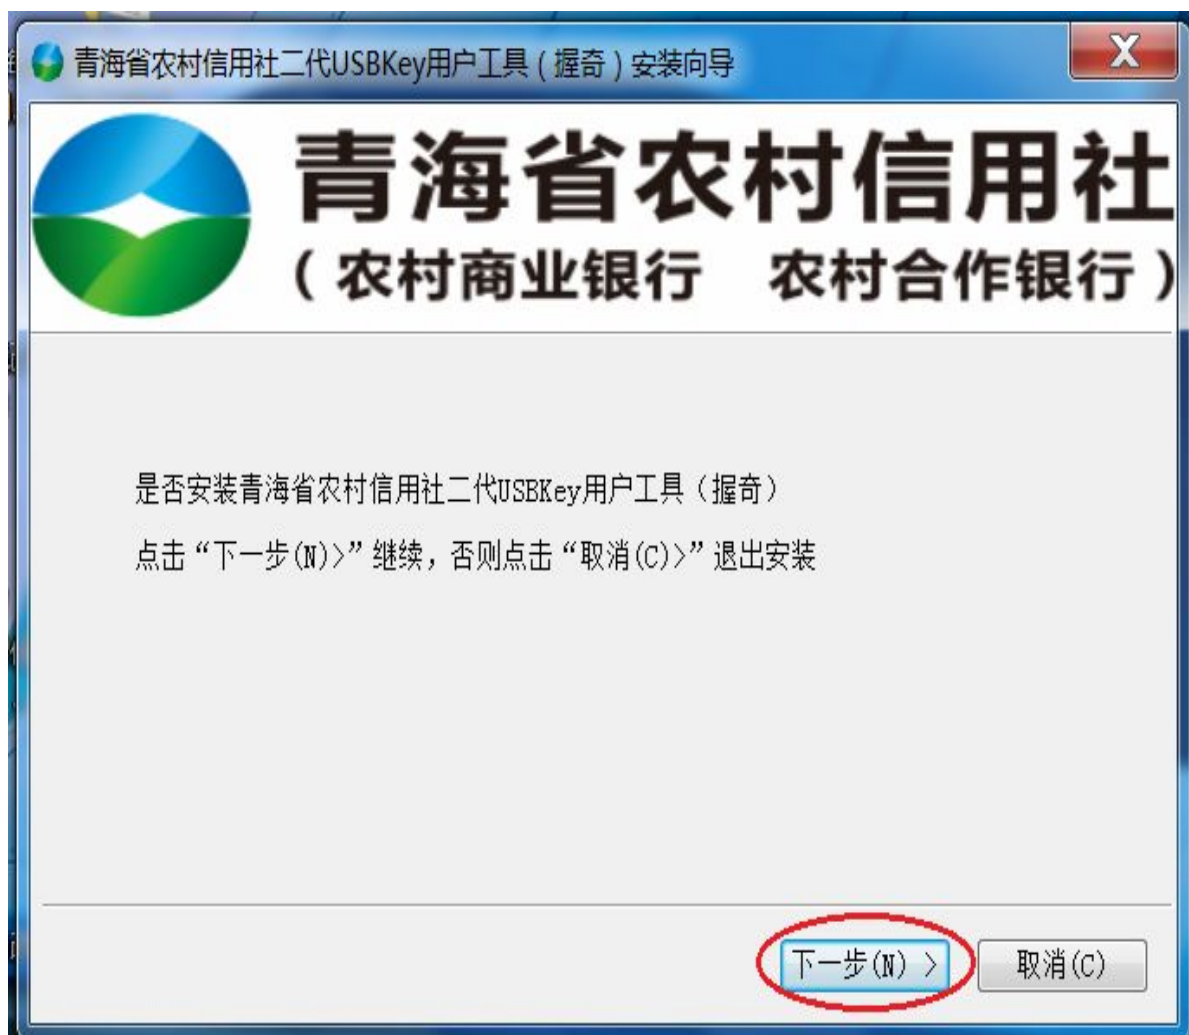 青海省农村信用社二代USBKey用户工具（握奇）安装向导
青海省农村信用社
（农村商业银行　农村合作银行）
是否安装青海省农村信用社二代USBKey用户工具（握奇）
点击“下一步(N)>”继续，否则点击“取消(C)>”退出安装
下一步(N) >
取消(C)